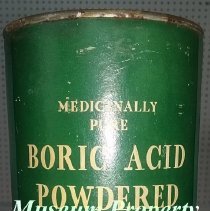 MEDICINALLY
PURE
BORIC ACID
POWDERED
Museum Property